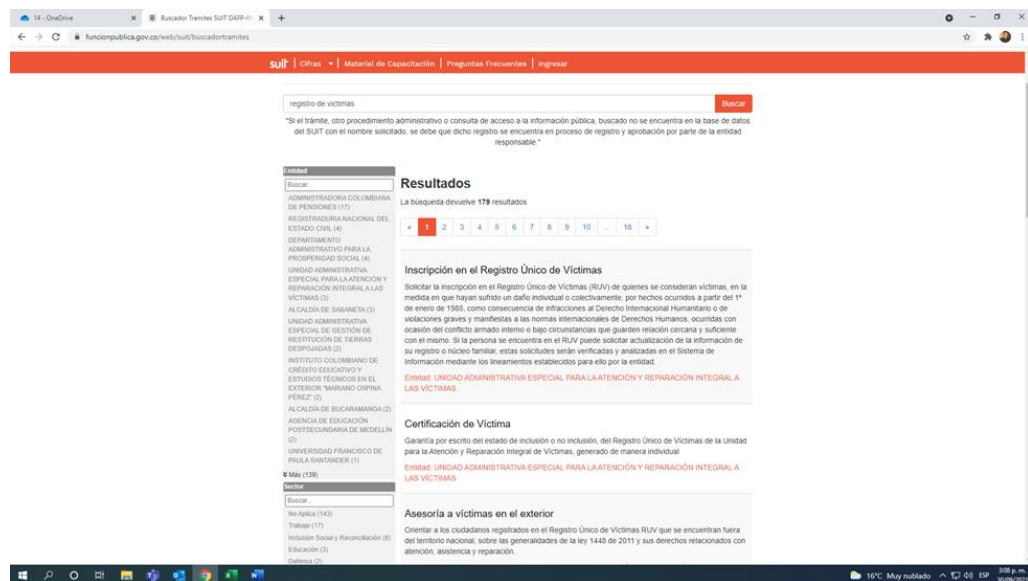 14 - OneDrive
Buscador Tramites SUIT DAFP
funcionpublica.gov.co/web/suit/buscadortramites
suit | Cifras | Material de Capacitación | Preguntas Frecuentes | Ingresar
registro de victimas
Buscar
"Si el trámite, otro procedimiento administrativo o consulta de acceso a la información pública, buscado no se encuentra en la base de datos
del SUIT con el nombre solicitado, se debe que dicho registro se encuentra en proceso de registro y aprobación por parte de la entidad
responsable."
Entidad
Buscar...
ADMINISTRADORA COLOMBIANA
DE PENSIONES (17)
REGISTRADURIA NACIONAL DEL
ESTADO CIVIL (4)
DEPARTAMENTO
ADMINISTRATIVO PARA LA
PROSPERIDAD SOCIAL (4)
UNIDAD ADMINISTRATIVA
ESPECIAL PARA LA ATENCIÓN Y
REPARACIÓN INTEGRAL A LAS
VÍCTIMAS (3)
ALCALDÍA DE SABANETA (3)
UNIDAD ADMINISTRATIVA
ESPECIAL DE GESTIÓN DE
RESTITUCIÓN DE TIERRAS
DESPOJADAS (2)
INSTITUTO COLOMBIANO DE
CRÉDITO EDUCATIVO Y
ESTUDIOS TÉCNICOS EN EL
EXTERIOR "MARIANO OSPINA
PÉREZ" (2)
ALCALDÍA DE BUCARAMANGA (2)
AGENCIA DE EDUCACIÓN
POSTSECUNDARIA DE MEDELLÍN
(2)
UNIVERSIDAD FRANCISCO DE
PAULA SANTANDER (1)
Más (139)
Sector
Buscar...
No Aplica (143)
Trabajo (17)
Inclusión Social y Reconciliación (8)
Educación (3)
Defensa (2)
Resultados
La búsqueda devuelve 179 resultados
« 1 2 3 4 5 6 7 8 9 10 ... 18 »
Inscripción en el Registro Único de Víctimas
Solicitar la inscripción en el Registro Único de Víctimas (RUV) de quienes se consideran víctimas, en la
medida en que hayan sufrido un daño individual o colectivamente, por hechos ocurridos a partir del 1º
de enero de 1985, como consecuencia de infracciones al Derecho Internacional Humanitario o de
violaciones graves y manifiestas a las normas internacionales de Derechos Humanos, ocurridas con
ocasión del conflicto armado interno o bajo circunstancias que guarden relación cercana y suficiente
con el mismo. Si la persona se encuentra en el RUV puede solicitar actualización de la información de
su registro o núcleo familiar, estas solicitudes serán verificadas y analizadas en el Sistema de
Información mediante los lineamientos establecidos para ello por la entidad.
Entidad: UNIDAD ADMINISTRATIVA ESPECIAL PARA LA ATENCIÓN Y REPARACIÓN INTEGRAL A
LAS VÍCTIMAS
Certificación de Víctima
Garantía por escrito del estado de inclusión o no inclusión, del Registro Único de Víctimas de la Unidad
para la Atención y Reparación Integral de Víctimas, generado de manera individual
Entidad: UNIDAD ADMINISTRATIVA ESPECIAL PARA LA ATENCIÓN Y REPARACIÓN INTEGRAL A
LAS VÍCTIMAS
Asesoría a víctimas en el exterior
Orientar a los ciudadanos registrados en el Registro Único de Víctimas RUV que se encuentran fuera
del territorio nacional, sobre las generalidades de la ley 1448 de 2011 y sus derechos relacionados con
atención, asistencia y reparación.
16°C Muy nublado
ESP
3:08 p. m.